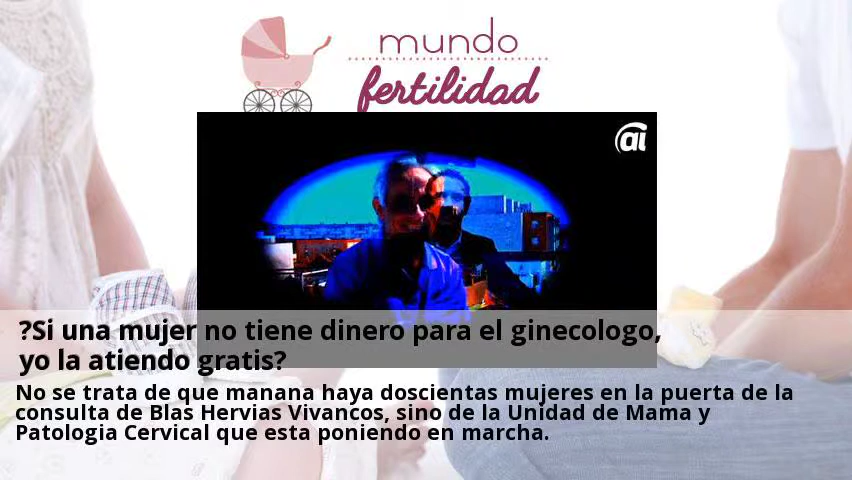 mundo
fertilidad
ai
?Si una mujer no tiene dinero para el ginecologo,
yo la atiendo gratis?
No se trata de que manana haya doscientas mujeres en la puerta de la
consulta de Blas Hervias Vivancos, sino de la Unidad de Mama y
Patologia Cervical que esta poniendo en marcha.